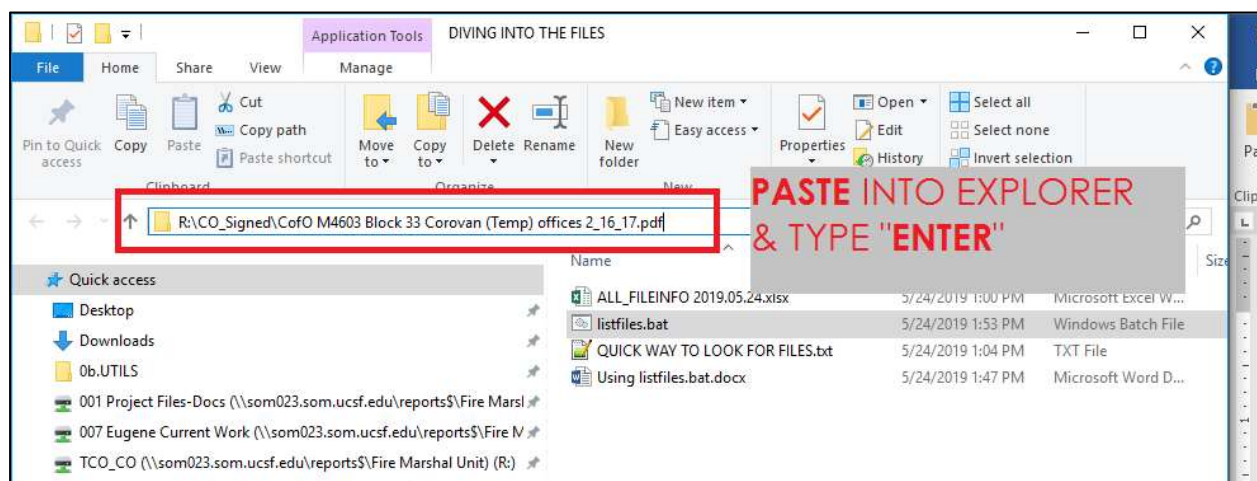 Application Tools DIVING INTO THE FILES
File Home Share View Manage
Pin to Quick access
Copy
Paste
Cut
Copy path
Paste shortcut
Clipboard
Move to
Copy to
Delete
Rename
Organize
New folder
New item
Easy access
New
Properties
Open
Edit
History
Select all
Select none
Invert selection
Pa
Clip
R:\CO_Signed\CofO M4603 Block 33 Corovan (Temp) offices 2_16_17.pdf
PASTE INTO EXPLORER
& TYPE "ENTER"
Name Size
Quick access
Desktop
Downloads
0b.UTILS
001 Project Files-Docs (\\som023.som.ucsf.edu\reports$\Fire Marsl
007 Eugene Current Work (\\som023.som.ucsf.edu\reports$\Fire M
TCO_CO (\\som023.som.ucsf.edu\reports$\Fire Marshal Unit) (R:)
ALL_FILEINFO 2019.05.24.xlsx 5/24/2019 1:00 PM Microsoft Excel W...
listfiles.bat 5/24/2019 1:53 PM Windows Batch File
QUICK WAY TO LOOK FOR FILES.txt 5/24/2019 1:04 PM TXT File
Using listfiles.bat.docx 5/24/2019 1:47 PM Microsoft Word D...